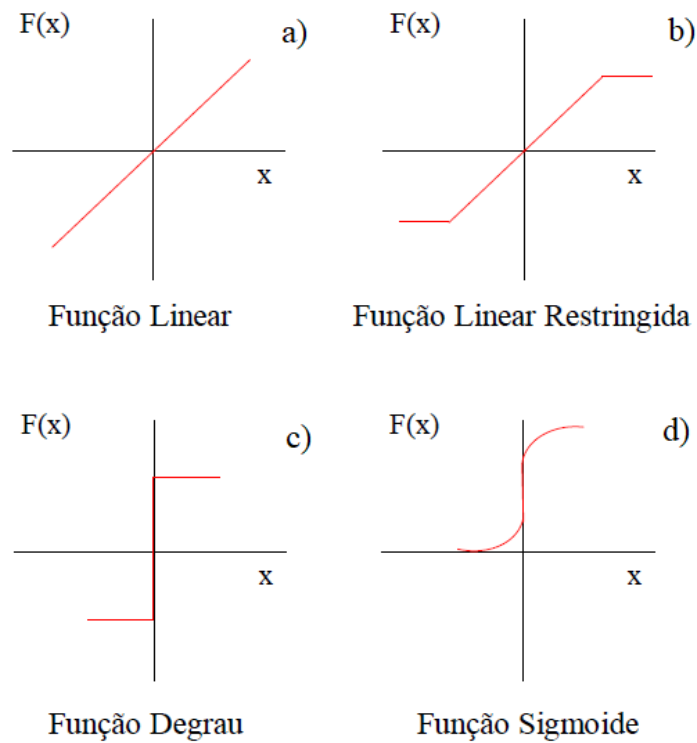 F(x)
a)
x
Função Linear
F(x)
b)
x
Função Linear Restringida
F(x)
c)
x
Função Degrau
F(x)
d)
x
Função Sigmoide